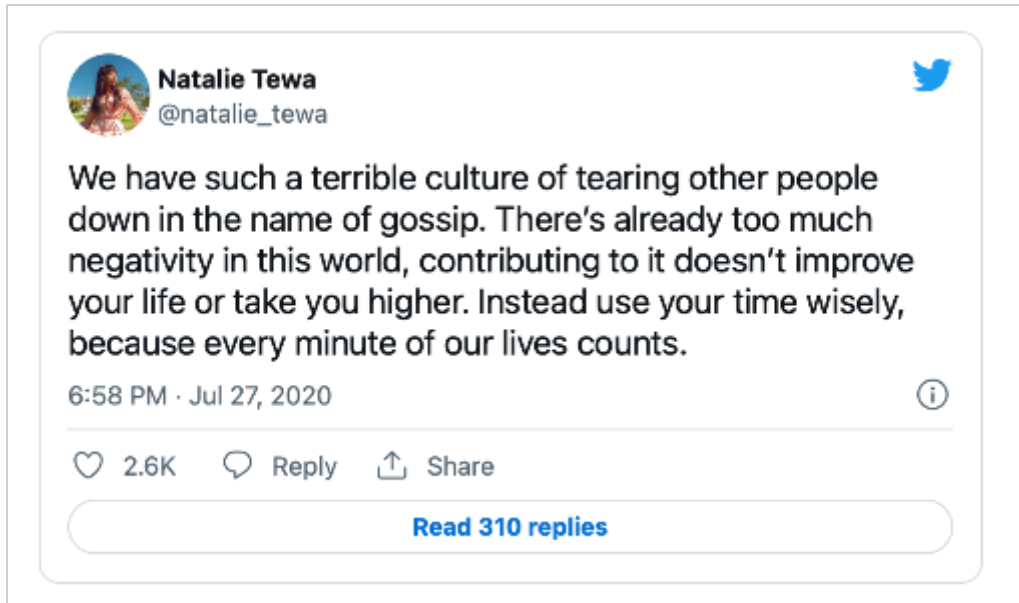 Natalie Tewa
@natalie_tewa
We have such a terrible culture of tearing other people
down in the name of gossip. There’s already too much
negativity in this world, contributing to it doesn’t improve
your life or take you higher. Instead use your time wisely,
because every minute of our lives counts.
6:58 PM · Jul 27, 2020
2.6K Reply Share
Read 310 replies